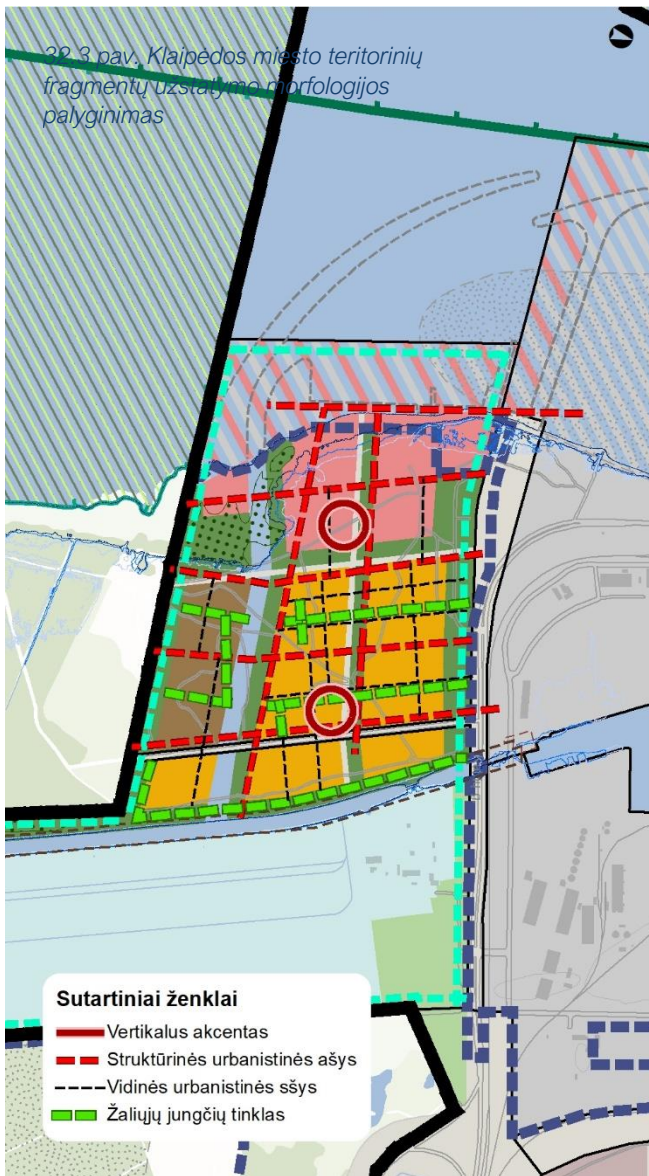 32.3 pav. Klaipėdos miesto teritorinių
fragmentų užstatymo morfologijos
palyginimas
Sutartiniai ženklai
Vertikalus akcentas
Struktūrinės urbanistinės ašys
Vidinės urbanistinės sšys
Žaliųjų jungčių tinklas